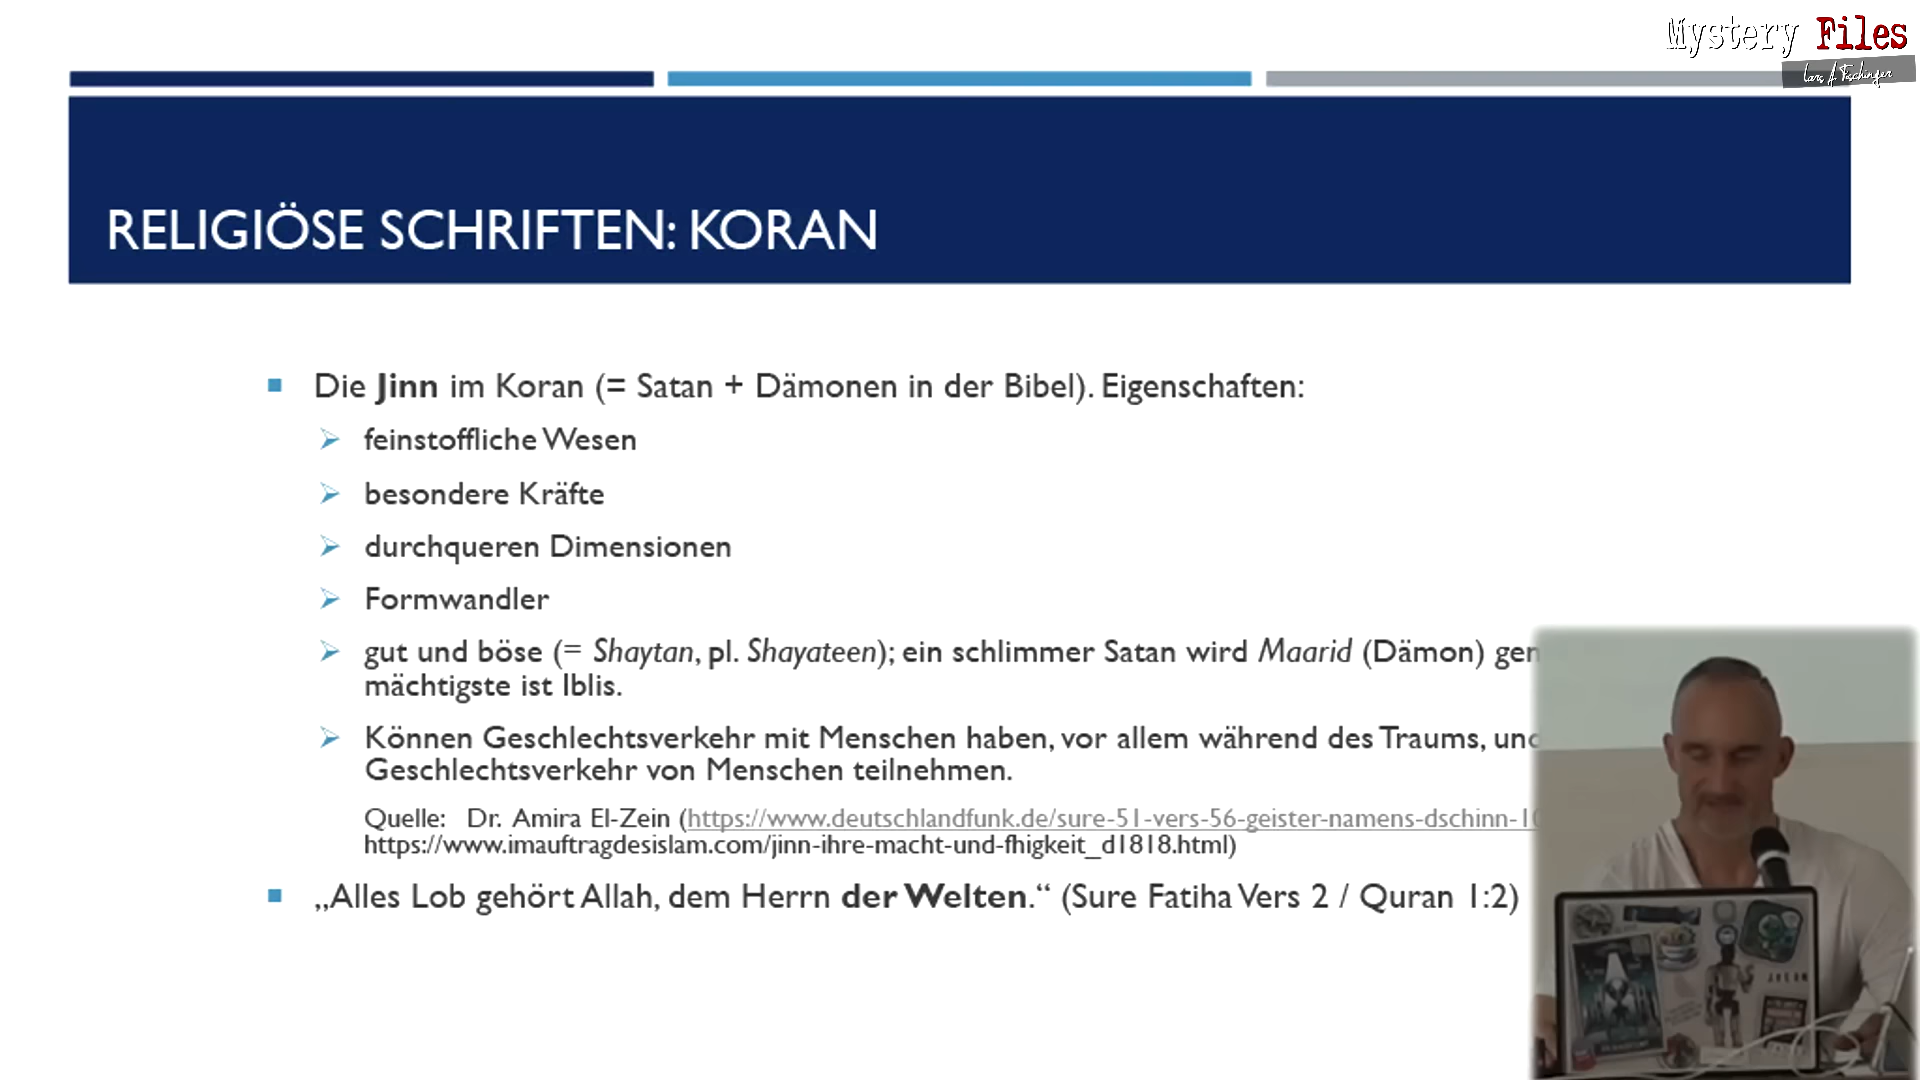 Mystery Files
Lars A. Fischinger
RELIGIÖSE SCHRIFTEN: KORAN
Die Jinn im Koran (= Satan + Dämonen in der Bibel). Eigenschaften:
feinstoffliche Wesen
besondere Kräfte
durchqueren Dimensionen
Formwandler
gut und böse (= Shaytan, pl. Shayateen); ein schlimmer Satan wird Maarid (Dämon)
mächtigste ist Iblis.
Können Geschlechtsverkehr mit Menschen haben, vor allem während des Traums,
Geschlechtsverkehr von Menschen teilnehmen.
Quelle: Dr. Amira El-Zein (https://www.deutschlandfunk.de/sure-51-vers-56-geister-namens-dschinn-10
https://www.imauftragdesislam.com/jinn-ihre-macht-und-fhigkeit_d1818.html)
„Alles Lob gehört Allah, dem Herrn der Welten.“ (Sure Fatiha Vers 2 / Quran 1:2)